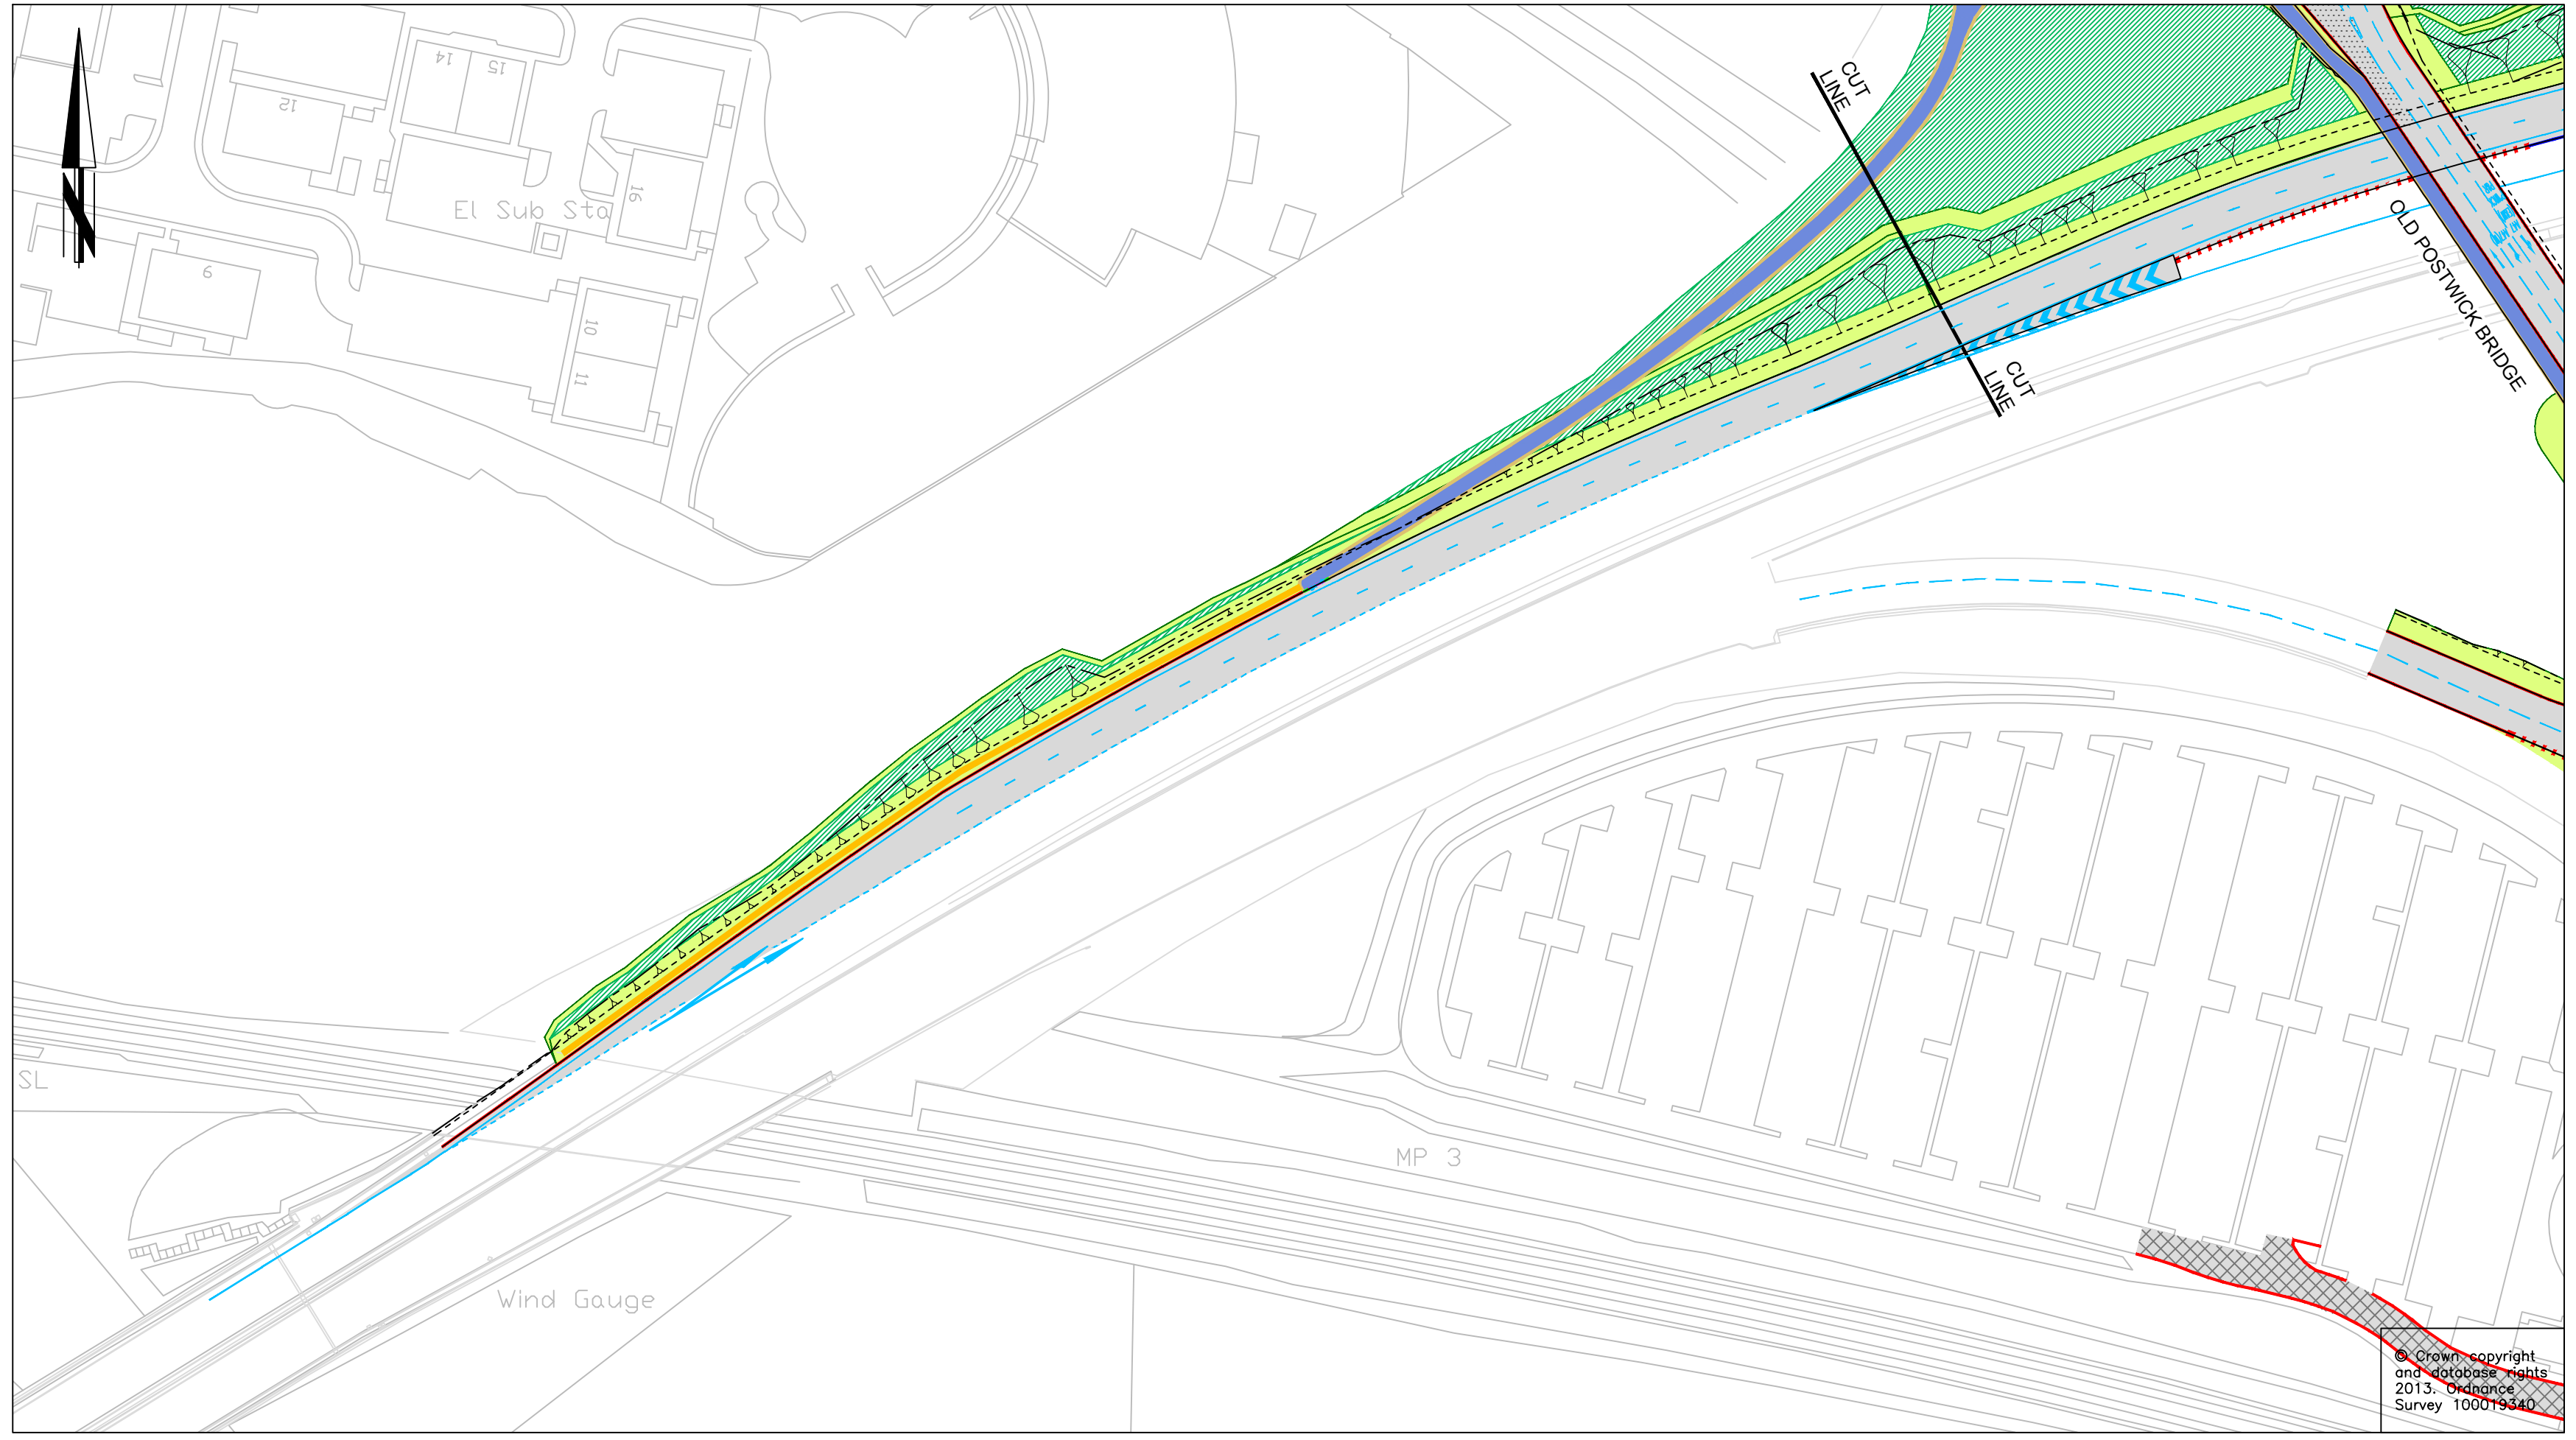 14
15
12
CUT
LINE
El Sub Sta
16
9
10
11
CUT
LINE
OLD POSTWICK BRIDGE
N
SL
MP 3
Wind Gauge
© Crown copyright
and database rights
2013. Ordnance
Survey 100019340